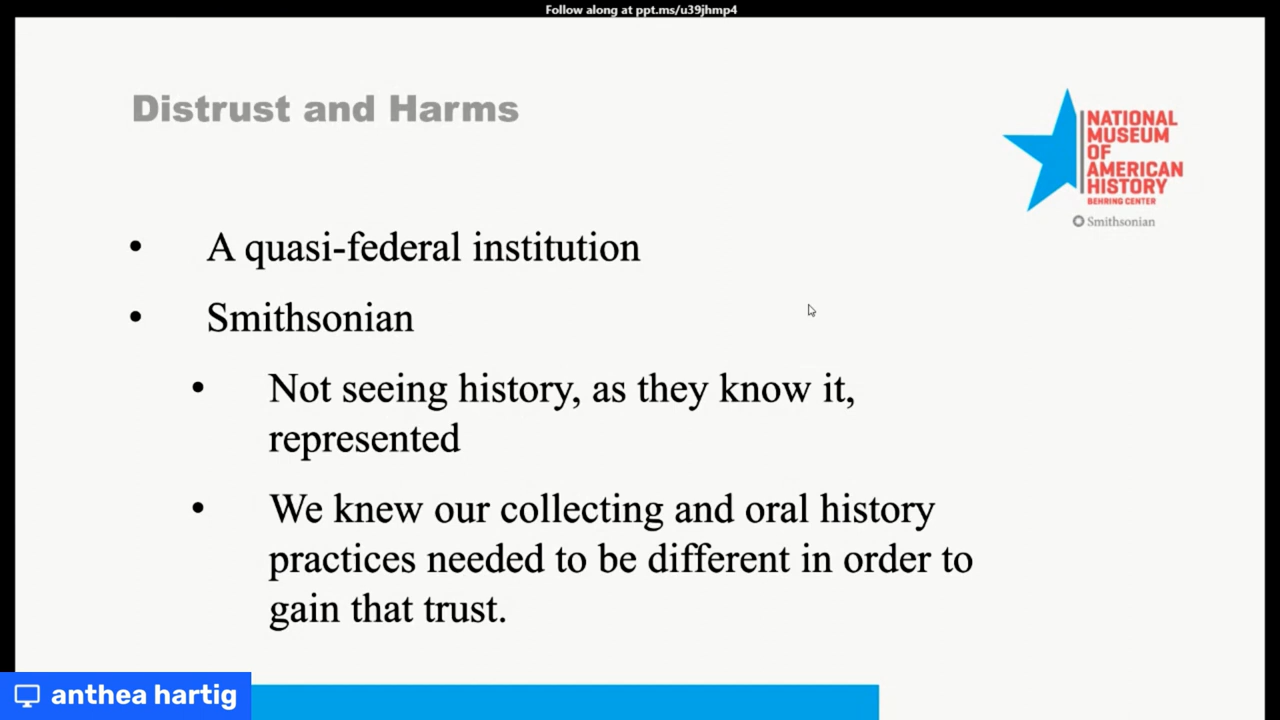 Follow along at ppt.ms/u39jhmp4
Distrust and Harms
NATIONAL
MUSEUM
OF
AMERICAN
HISTORY
BEHRING CENTER
Smithsonian
• A quasi-federal institution
• Smithsonian
• Not seeing history, as they know it,
represented
• We knew our collecting and oral history
practices needed to be different in order to
gain that trust.
anthea hartig